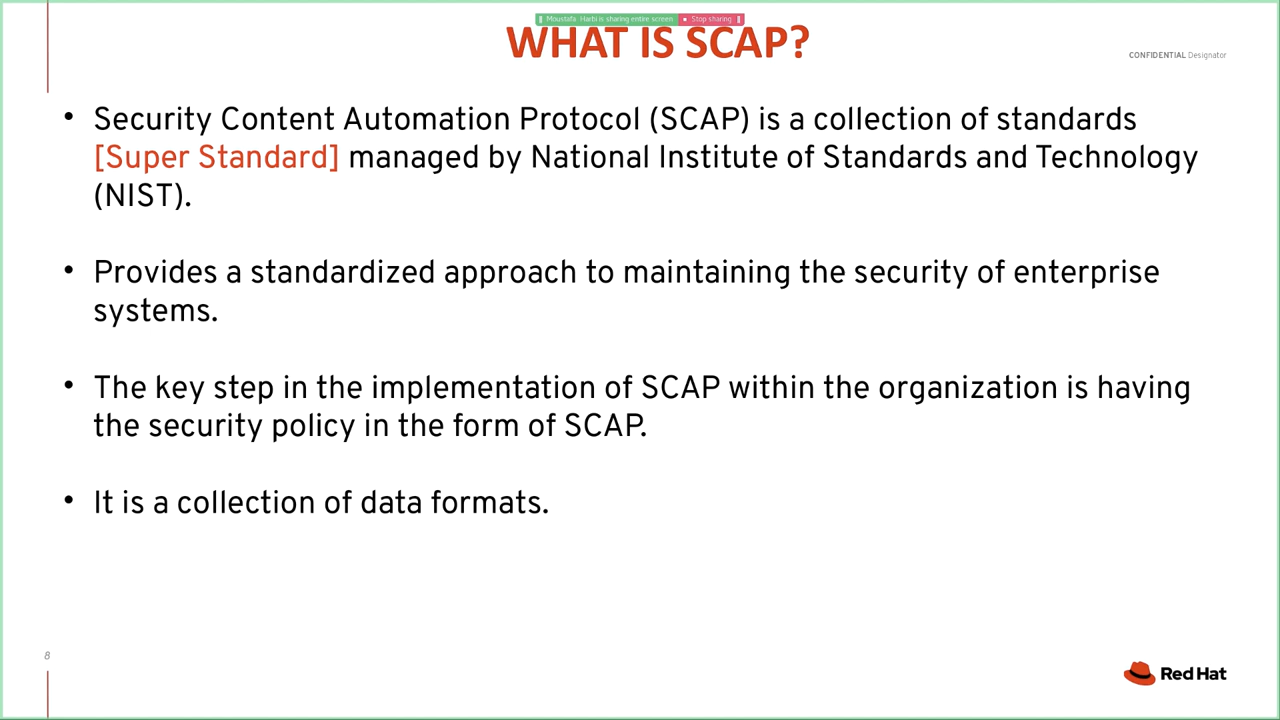 Moustafa Harbi is sharing entire screen Stop sharing
WHAT IS SCAP?
CONFIDENTIAL Designator
• Security Content Automation Protocol (SCAP) is a collection of standards
[Super Standard] managed by National Institute of Standards and Technology
(NIST).
• Provides a standardized approach to maintaining the security of enterprise
systems.
• The key step in the implementation of SCAP within the organization is having
the security policy in the form of SCAP.
• It is a collection of data formats.
8
Red Hat